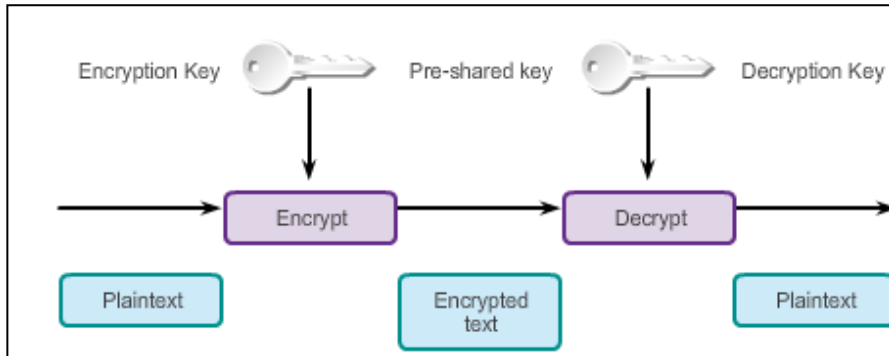 Encryption Key
Pre-shared key
Decryption Key
Encrypt
Decrypt
Plaintext
Encrypted
text
Plaintext